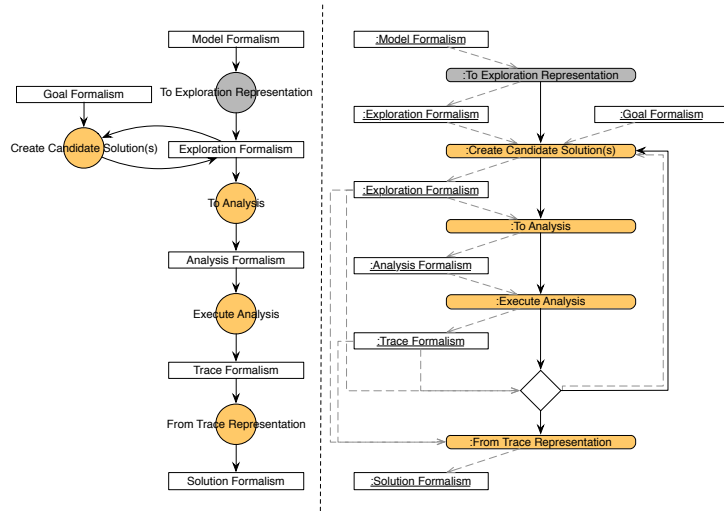 Model Formalism
To Exploration Representation
Goal Formalism
Create Candidate Solution(s)
Exploration Formalism
To Analysis
Analysis Formalism
Execute Analysis
Trace Formalism
From Trace Representation
Solution Formalism
:Model Formalism
:To Exploration Representation
:Exploration Formalism
:Goal Formalism
:Create Candidate Solution(s)
:Exploration Formalism
:To Analysis
:Analysis Formalism
:Execute Analysis
:Trace Formalism
:From Trace Representation
:Solution Formalism